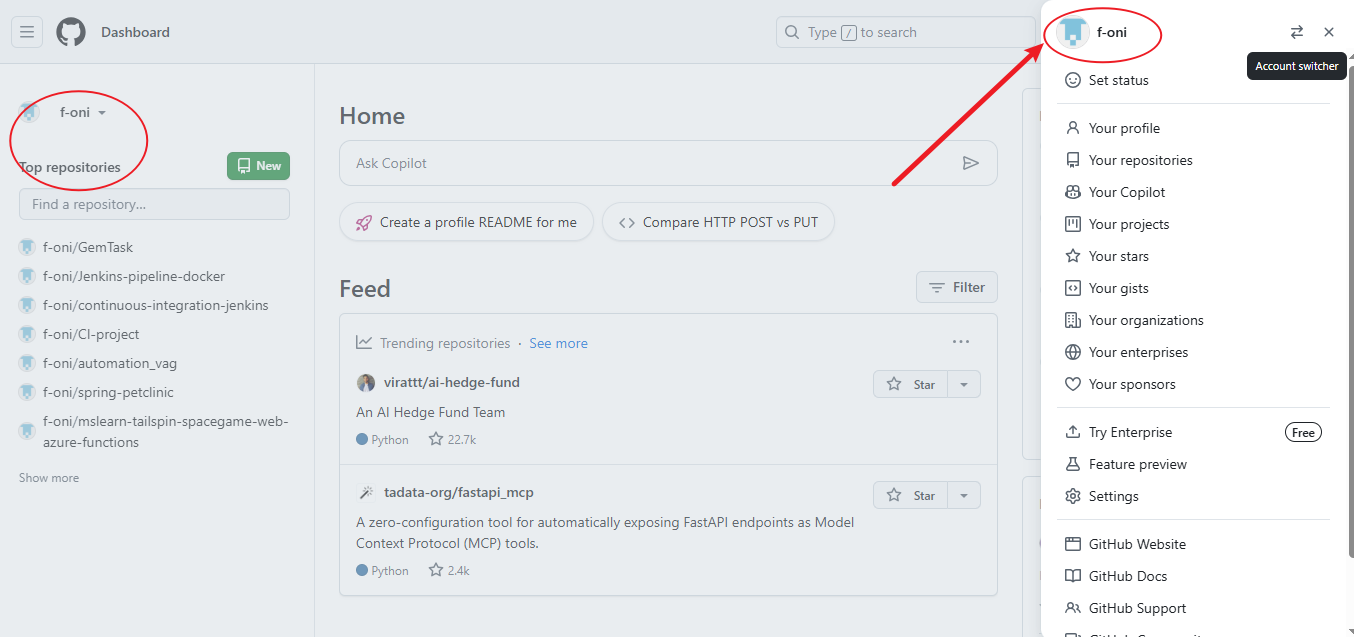 Dashboard
Type / to search
f-oni
Top repositories
New
Find a repository...
f-oni/GemTask
f-oni/Jenkins-pipeline-docker
f-oni/continuous-integration-jenkins
f-oni/CI-project
f-oni/automation_vag
f-oni/spring-petclinic
f-oni/mslearn-tailspin-spacegame-web-
azure-functions
Show more
Home
Ask Copilot
Create a profile README for me
Compare HTTP POST vs PUT
Feed
Filter
Trending repositories · See more
virattt/ai-hedge-fund
Star
An AI Hedge Fund Team
Python 22.7k
tadata-org/fastapi_mcp
Star
A zero-configuration tool for automatically exposing FastAPI endpoints as Model
Context Protocol (MCP) tools.
Python 2.4k
f-oni
Account switcher
Set status
Your profile
Your repositories
Your Copilot
Your projects
Your stars
Your gists
Your organizations
Your enterprises
Your sponsors
Try Enterprise Free
Feature preview
Settings
GitHub Website
GitHub Docs
GitHub Support